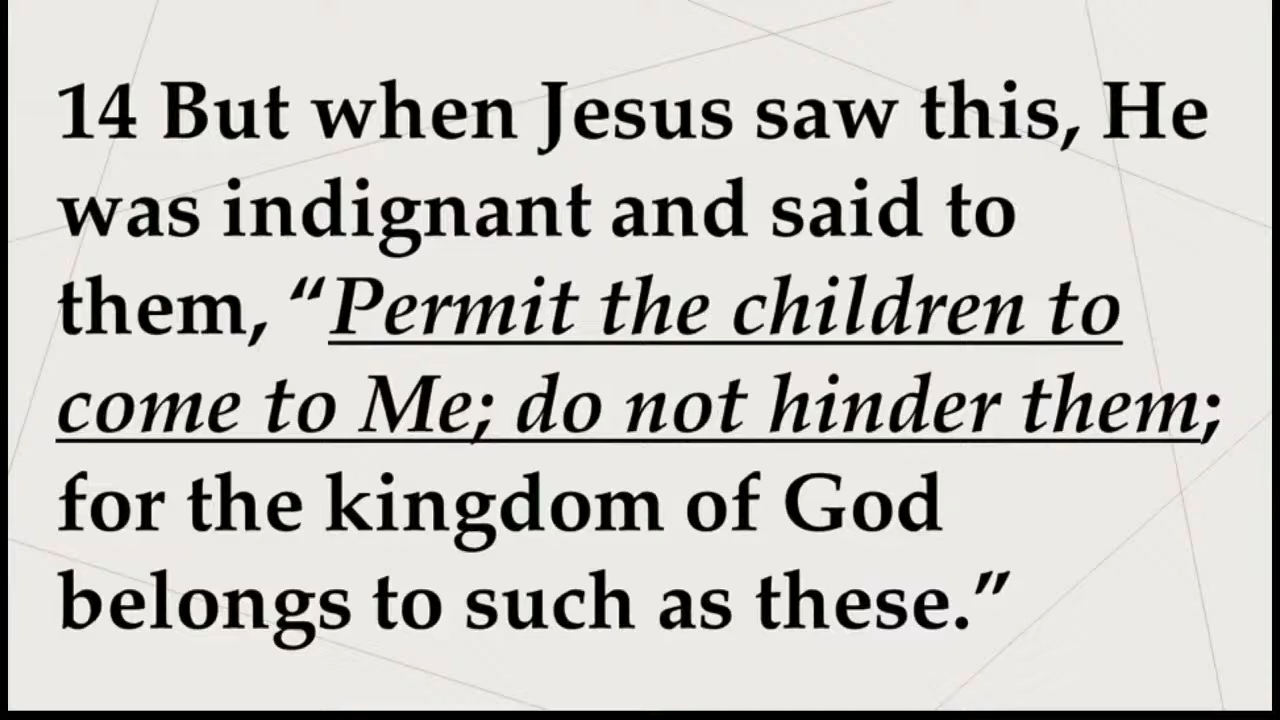 14 But when Jesus saw this, He
was indignant and said to
them, “Permit the children to
come to Me; do not hinder them;
for the kingdom of God
belongs to such as these.”